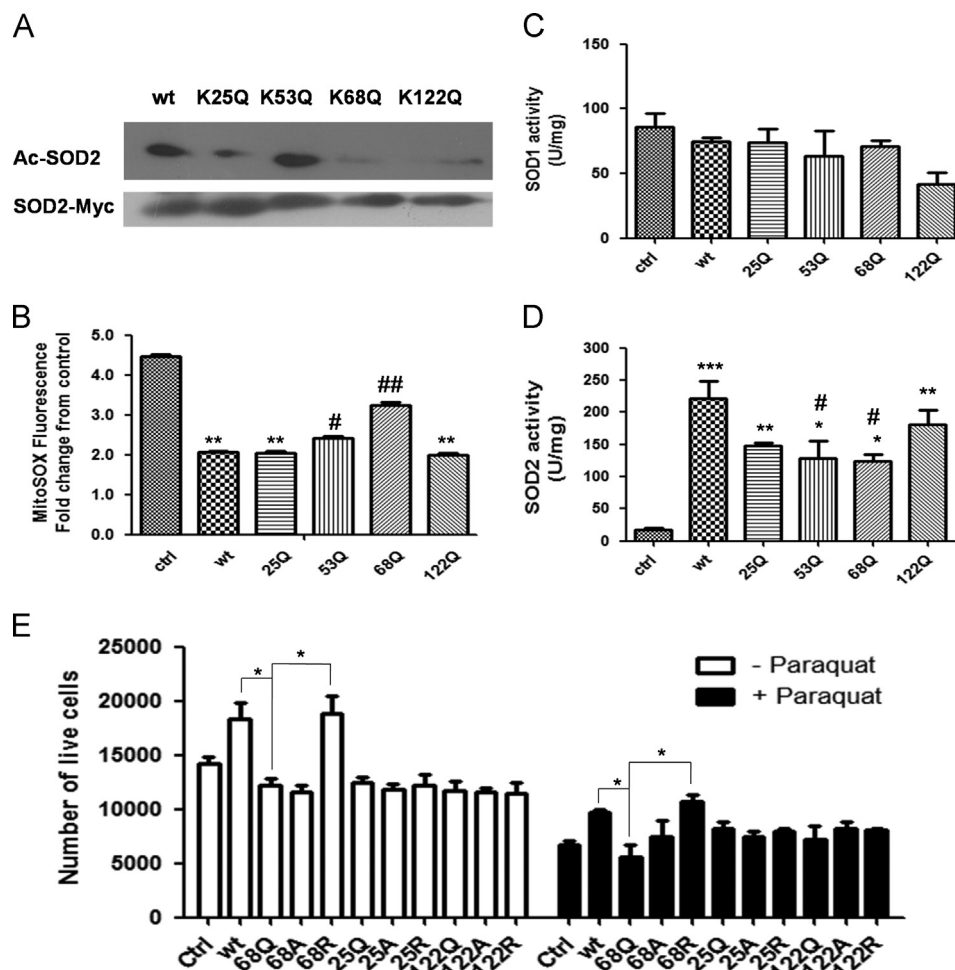 A
wt K25Q K53Q K68Q K122Q
Ac-SOD2
SOD2-Myc
B
MitoSOX Fluorescence
Fold change from control
5.0
4.0
3.0
2.0
1.0
0.0
** ** # ## **
ctrl wt 25Q 53Q 68Q 122Q
C
SOD1 activity
(U/mg)
150
100
50
0
ctrl wt 25Q 53Q 68Q 122Q
D
SOD2 activity
(U/mg)
300
250
200
150
100
50
0
*** ** # * # * **
ctrl wt 25Q 53Q 68Q 122Q
E
Number of live cells
25000
20000
15000
10000
5000
0
* *
* *
- Paraquat
+ Paraquat
Ctrl wt 68Q 68A 68R 25Q 25A 25R 122Q 122A 122R
Ctrl wt 68Q 68A 68R 25Q 25A 25R 122Q 122A 122R